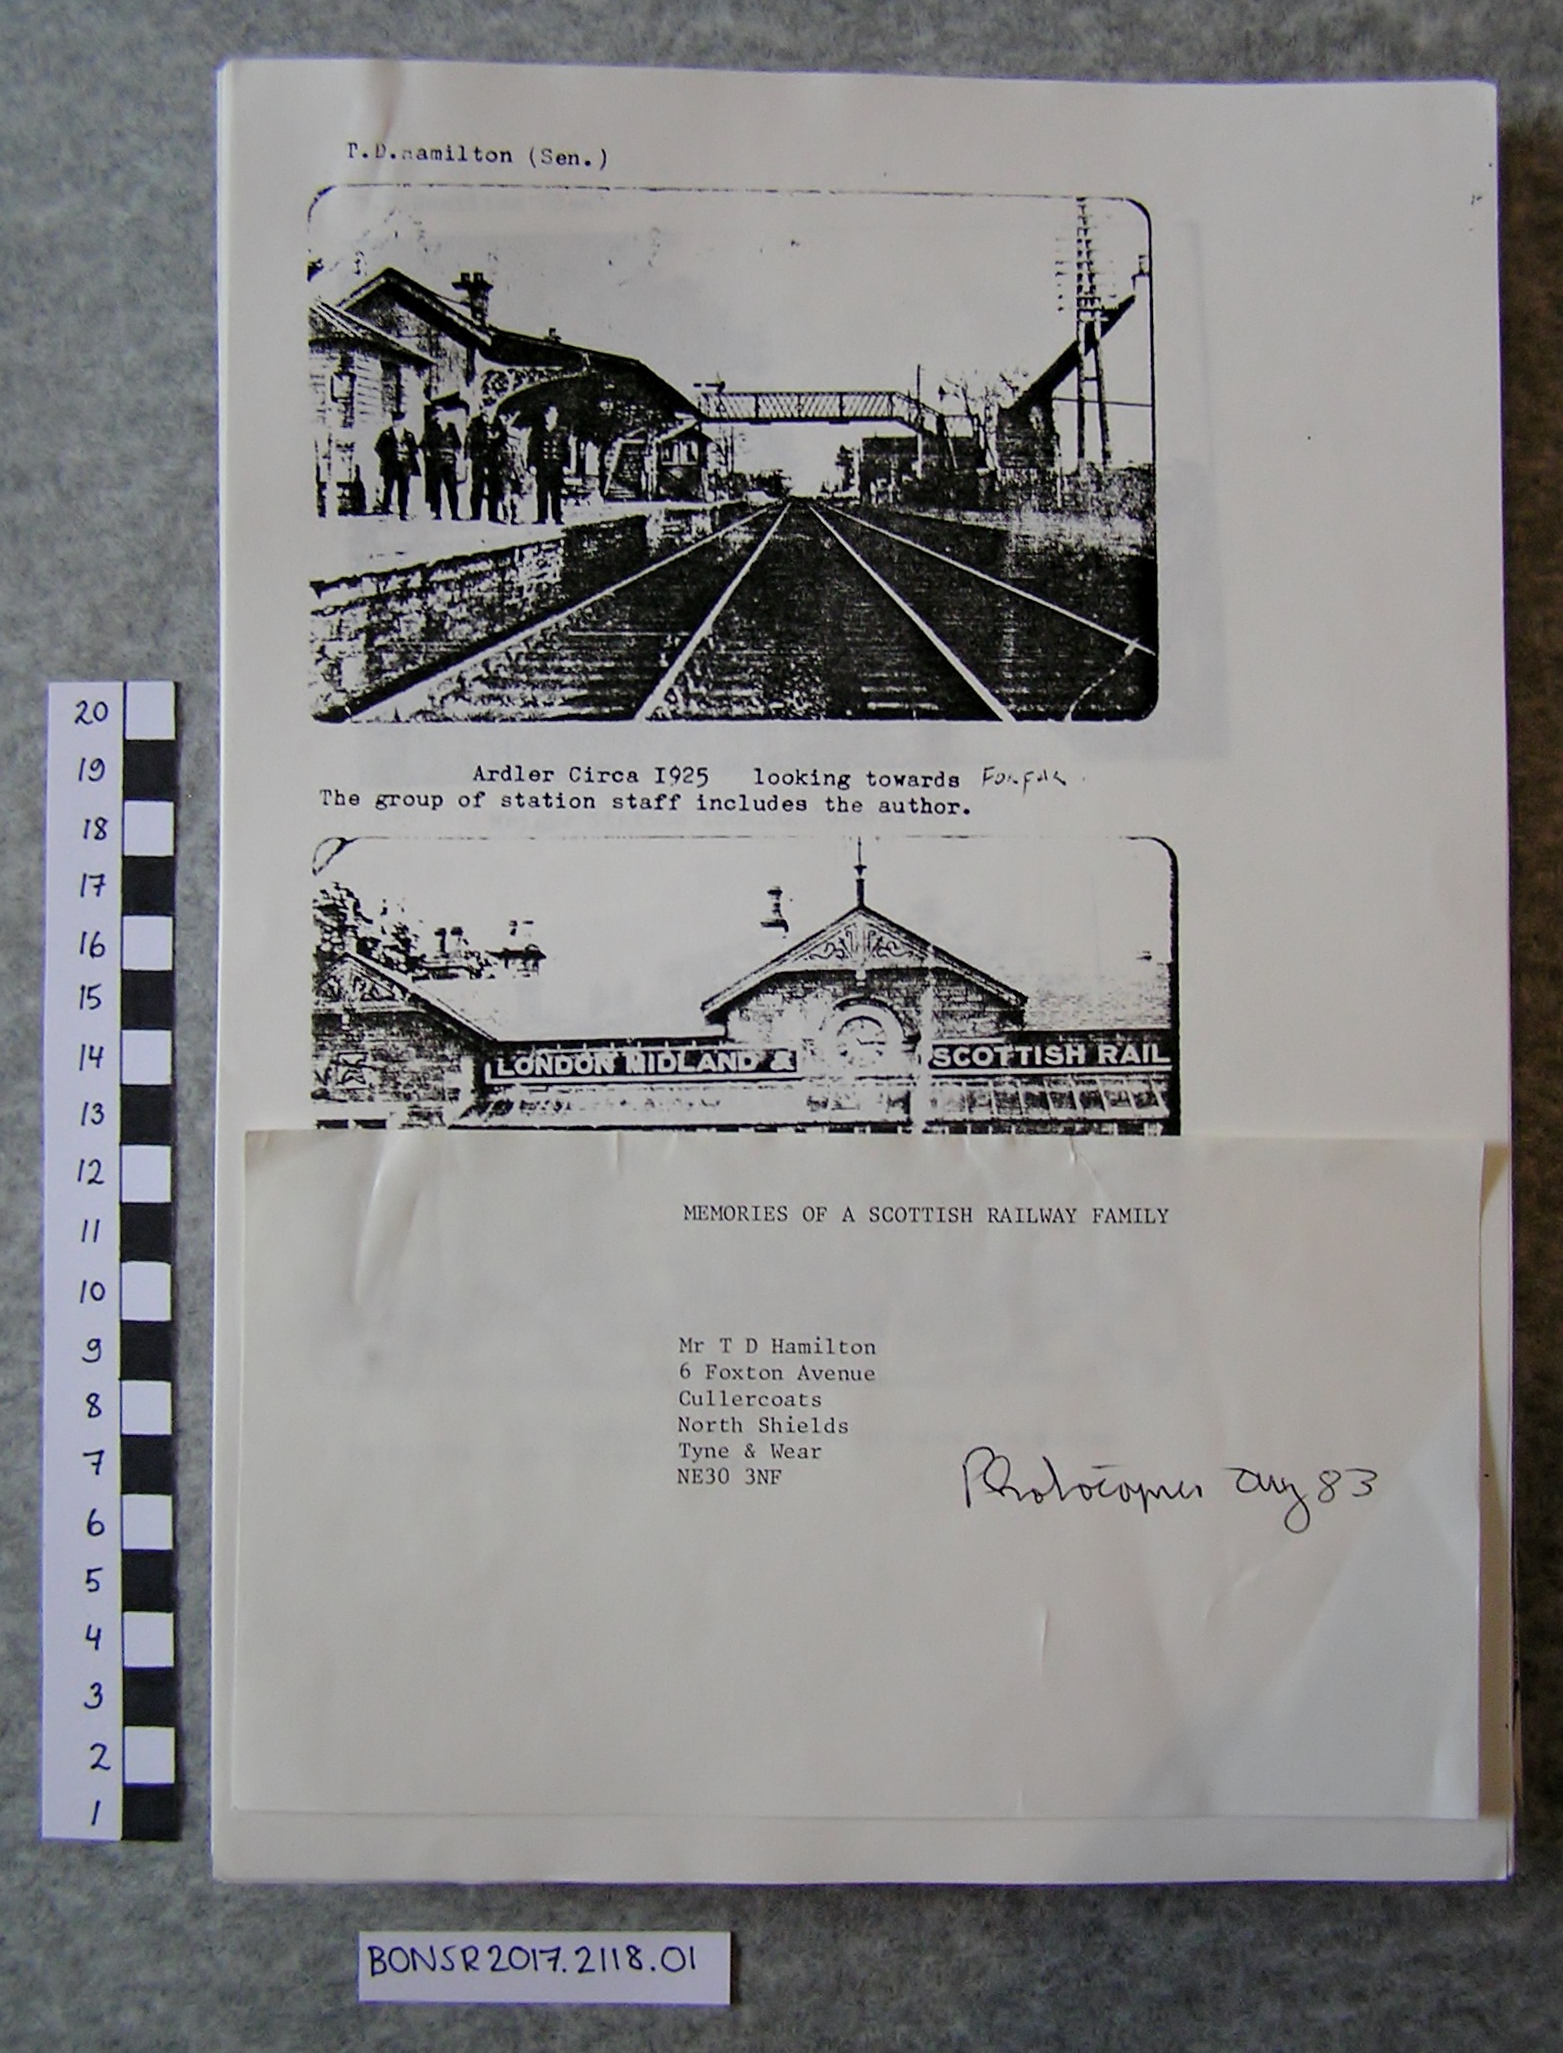 T.D.Hamilton (Sen.)
Ardler Circa I925 looking towards Forfar.
The group of station staff includes the author.
LONDON MIDLAND & SCOTTISH RAIL
MEMORIES OF A SCOTTISH RAILWAY FAMILY
Mr T D Hamilton
6 Foxton Avenue
Cullercoats
North Shields
Tyne & Wear
NE30 3NF
Photocopies Aug 83
20
19
18
17
16
15
14
13
12
11
10
9
8
7
6
5
4
3
2
1
BONSR2017.2118.01